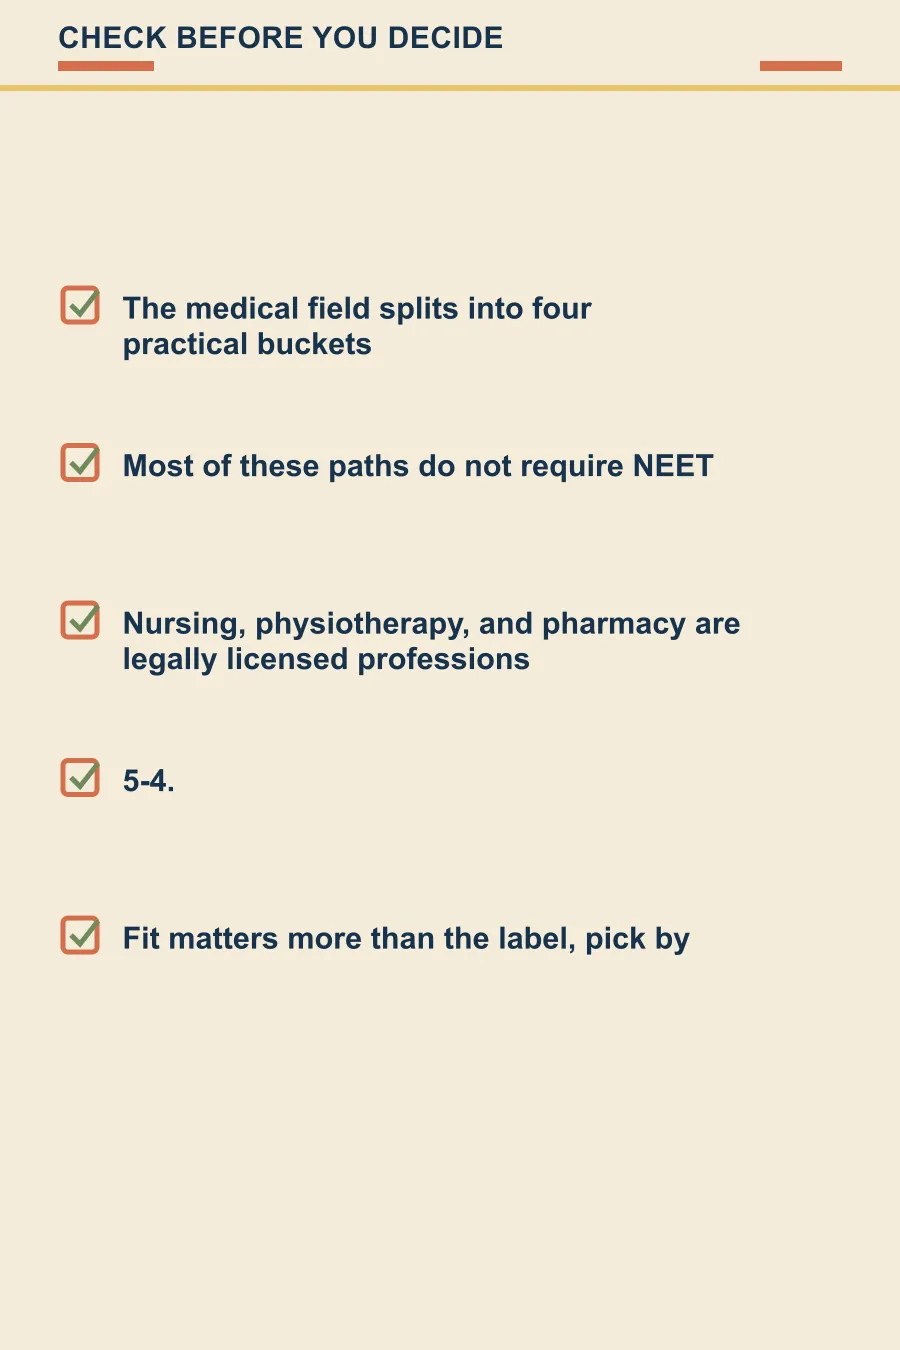 CHECK BEFORE YOU DECIDE
The medical field splits into four
practical buckets
Most of these paths do not require NEET
Nursing, physiotherapy, and pharmacy are
legally licensed professions
5-4.
Fit matters more than the label, pick by